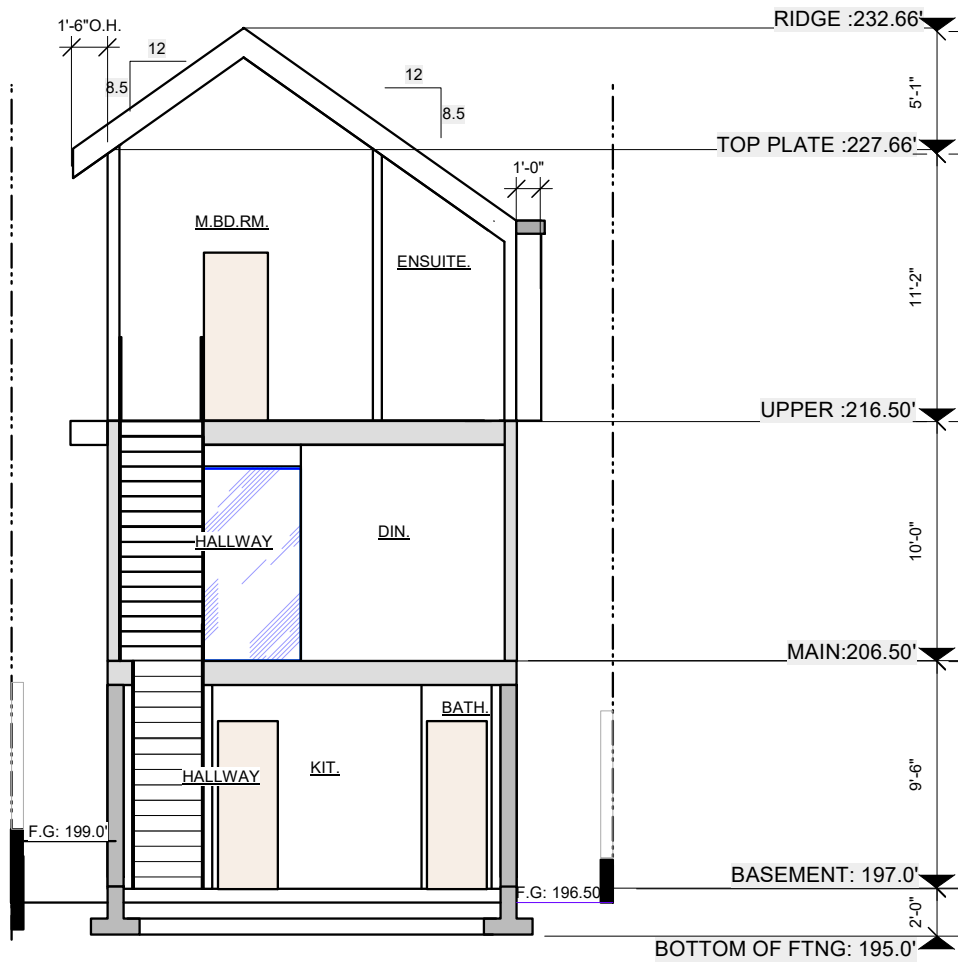 RIDGE :232.66'
1'-6"O.H.
12
12
8.5
8.5
5'-1"
TOP PLATE :227.66'
1'-0"
M.BD.RM.
ENSUITE.
11'-2"
UPPER :216.50'
HALLWAY
DIN.
10'-0"
MAIN:206.50'
BATH.
HALLWAY
KIT.
9'-6"
F.G: 199.0'
BASEMENT: 197.0'
F.G: 196.50
2'-0"
BOTTOM OF FTNG: 195.0'